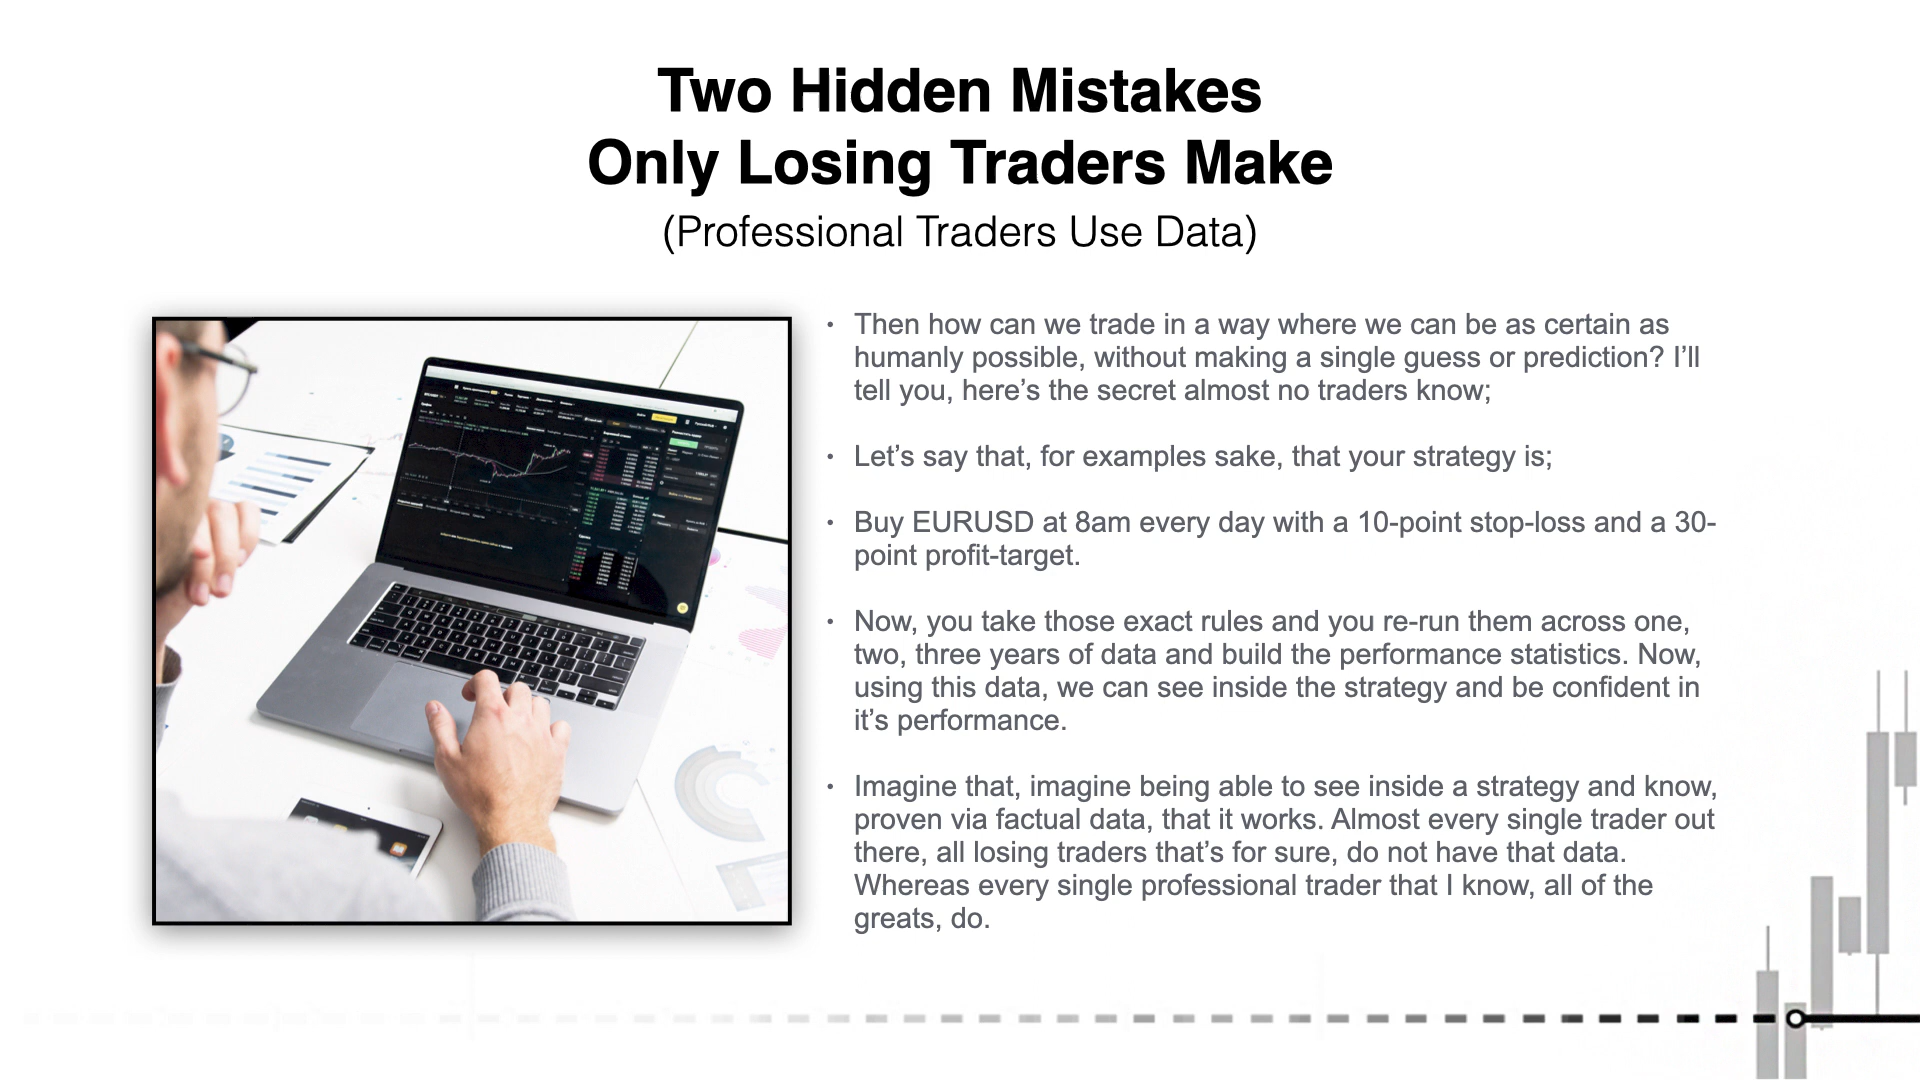 Two Hidden Mistakes
Only Losing Traders Make
(Professional Traders Use Data)
• Then how can we trade in a way where we can be as certain as
humanly possible, without making a single guess or prediction? I’ll
tell you, here’s the secret almost no traders know;
• Let’s say that, for examples sake, that your strategy is;
• Buy EURUSD at 8am every day with a 10-point stop-loss and a 30-
point profit-target.
• Now, you take those exact rules and you re-run them across one,
two, three years of data and build the performance statistics. Now,
using this data, we can see inside the strategy and be confident in
it’s performance.
• Imagine that, imagine being able to see inside a strategy and know,
proven via factual data, that it works. Almost every single trader out
there, all losing traders that’s for sure, do not have that data.
Whereas every single professional trader that I know, all of the
greats, do.